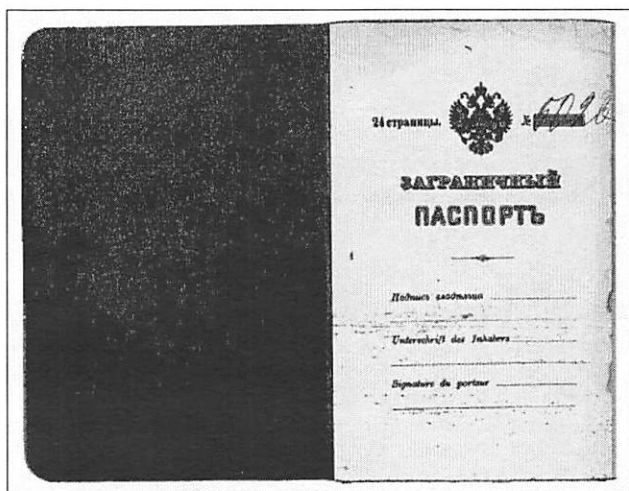 24 страницы. №
ЗАГРАНИЧНЫЙ
ПАСПОРТЪ
Подпись владѣльца
Unterschrift des Inhabers
Signature du porteur